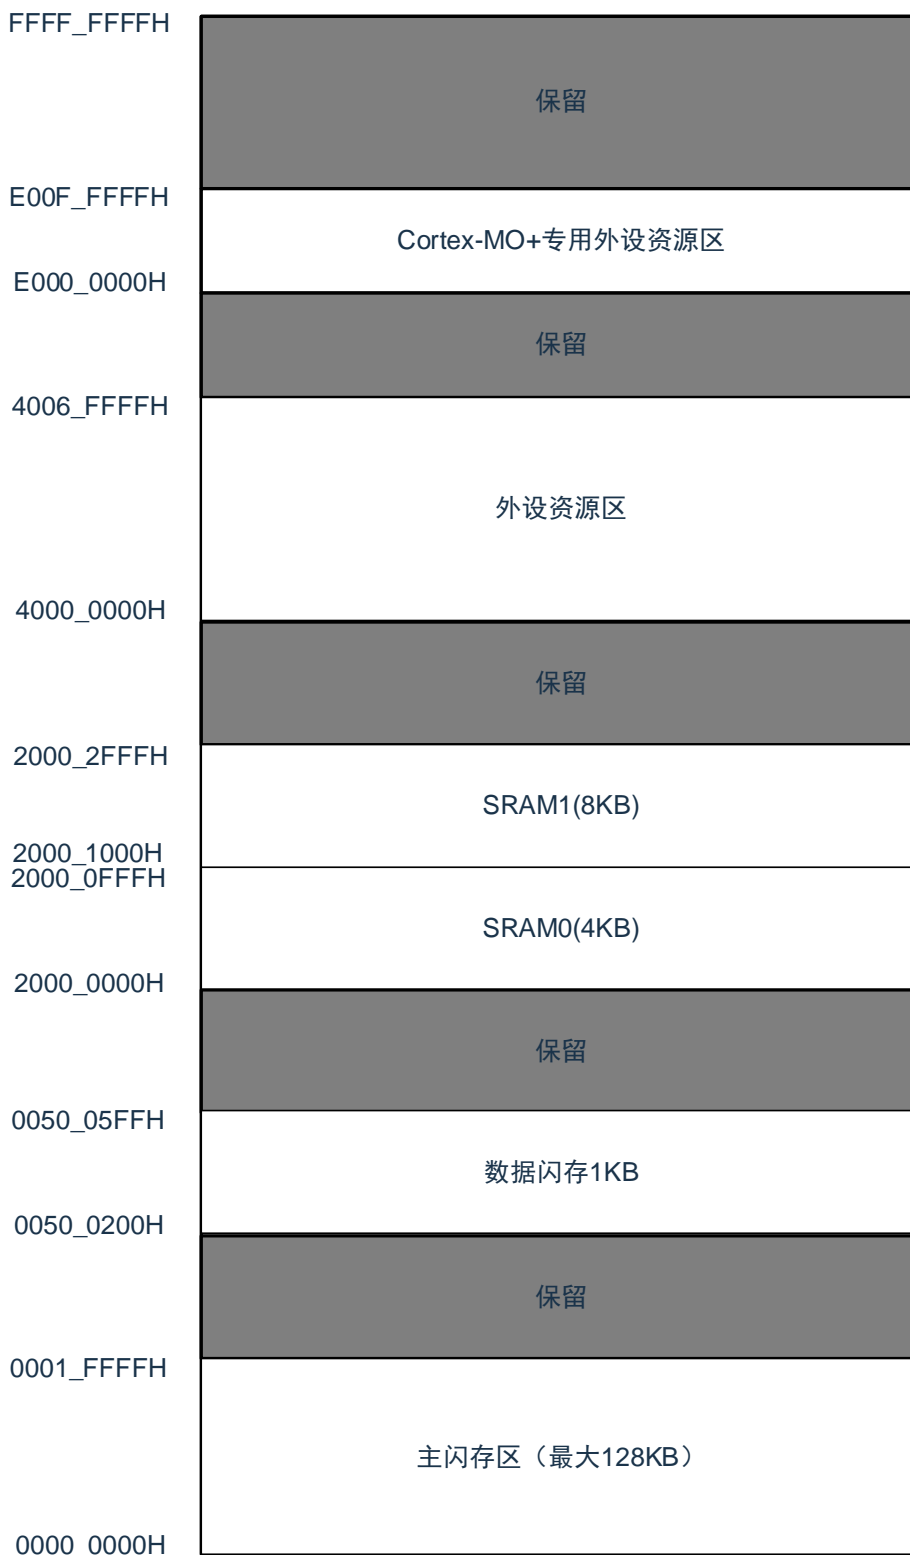 FFFF_FFFFH
保留
E00F_FFFFH
Cortex-MO+专用外设资源区
E000_0000H
保留
4006_FFFFH
外设资源区
4000_0000H
保留
2000_2FFFH
SRAM1(8KB)
2000_1000H
2000_0FFFH
SRAM0(4KB)
2000_0000H
保留
0050_05FFH
数据闪存1KB
0050_0200H
保留
0001_FFFFH
主闪存区（最大128KB）
0000_0000H